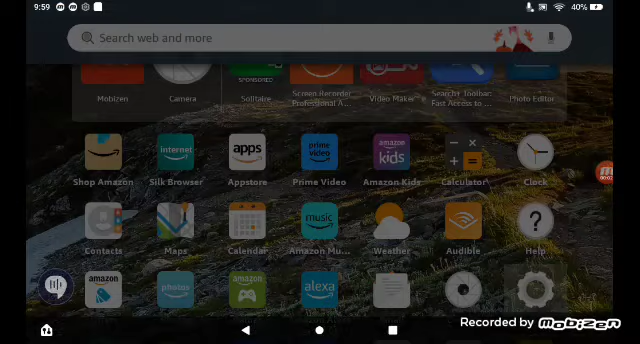 9:59
40%
Search web and more
SPONSORED
Mobizen
Camera
Solitaire
Screen Recorder Professional A...
Video Maker
Search+ Toolbar: Fast Access to ...
Photo Editor
internet
apps
prime video
amazon kids
Shop Amazon
Silk Browser
Appstore
Prime Video
Amazon Kids
Calculator
Clock
music
Contacts
Maps
Calendar
Amazon Mu...
Weather
Audible
Help
amazon
photos
amazon
alexa
Recorded by mobizen